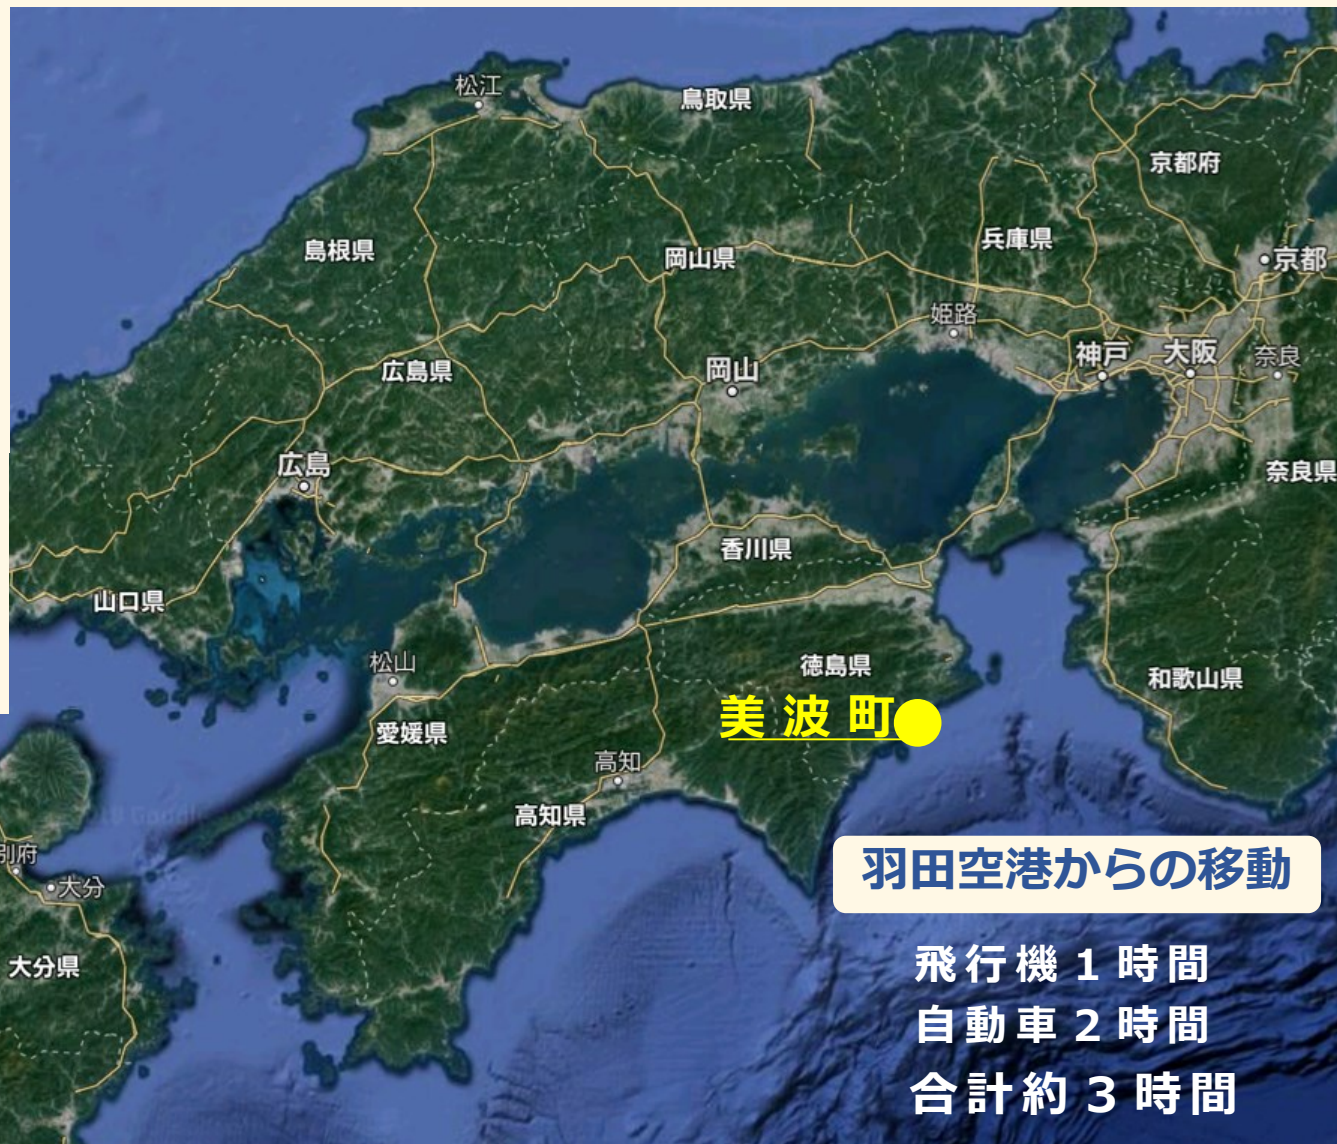 松江
鳥取県
京都府
島根県
兵庫県
岡山県
京都
姫路
神戸
大阪
奈良
広島県
岡山
広島
奈良県
香川県
山口県
松山
徳島県
和歌山県
美波町
愛媛県
高知
高知県
別府
大分
大分県
羽田空港からの移動
飛行機1時間
自動車2時間
合計約3時間